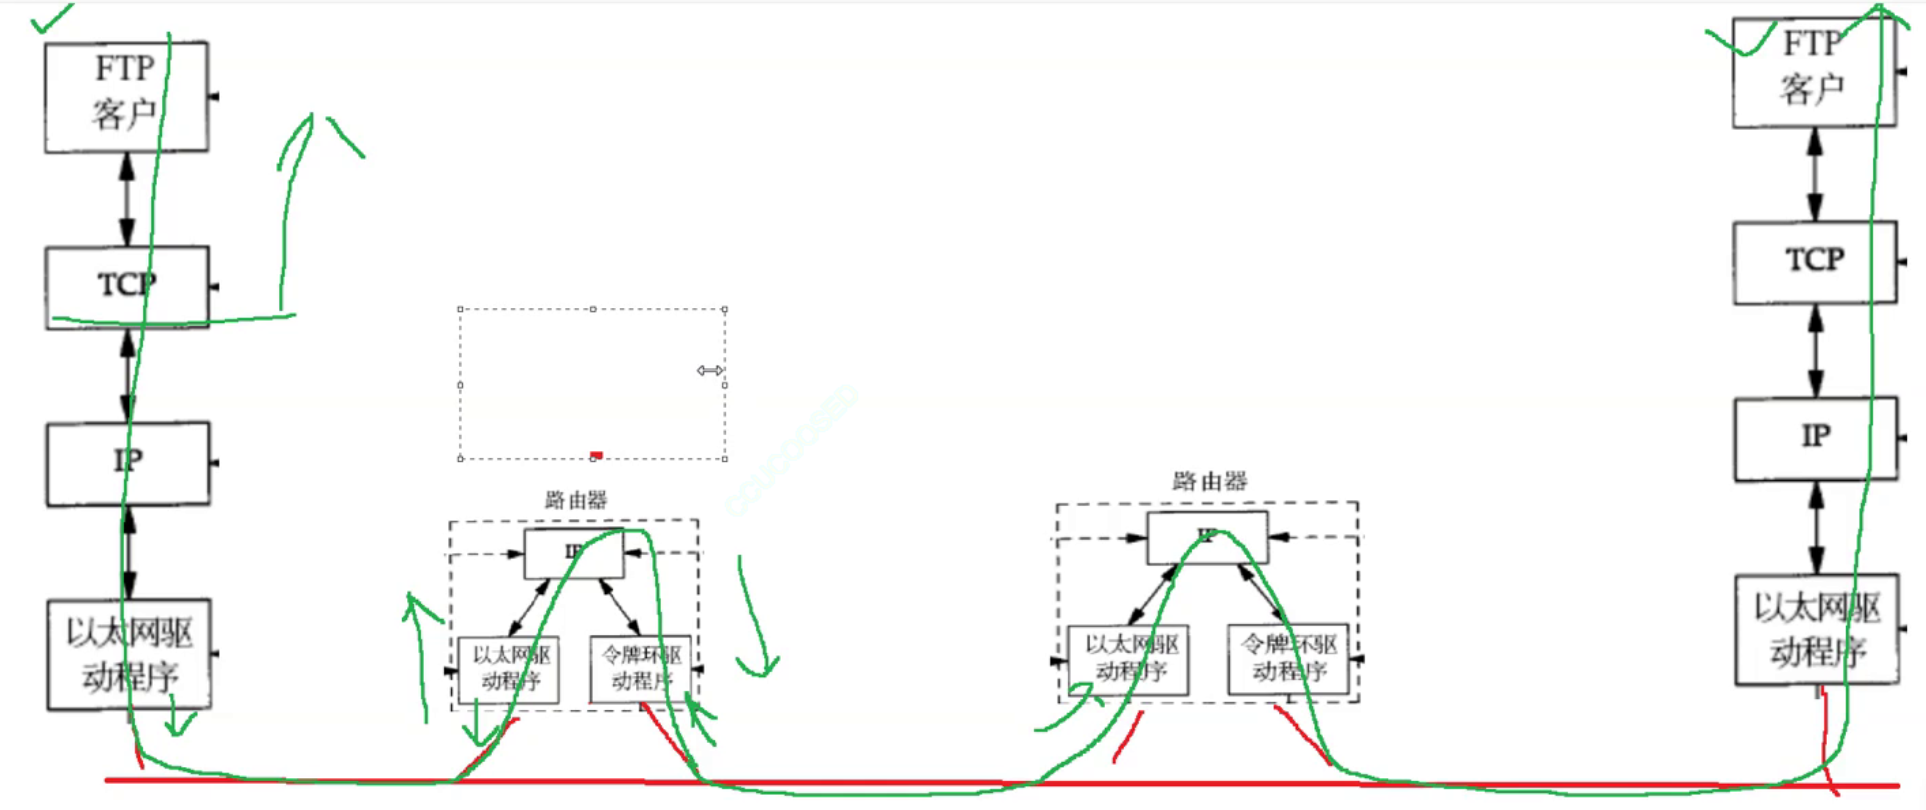 FTP
客户
TCP
IP
以太网驱
动程序
路由器
IP
以太网驱
动程序
令牌环驱
动程序
路由器
IP
以太网驱
动程序
令牌环驱
动程序
FTP
客户
TCP
IP
以太网驱
动程序